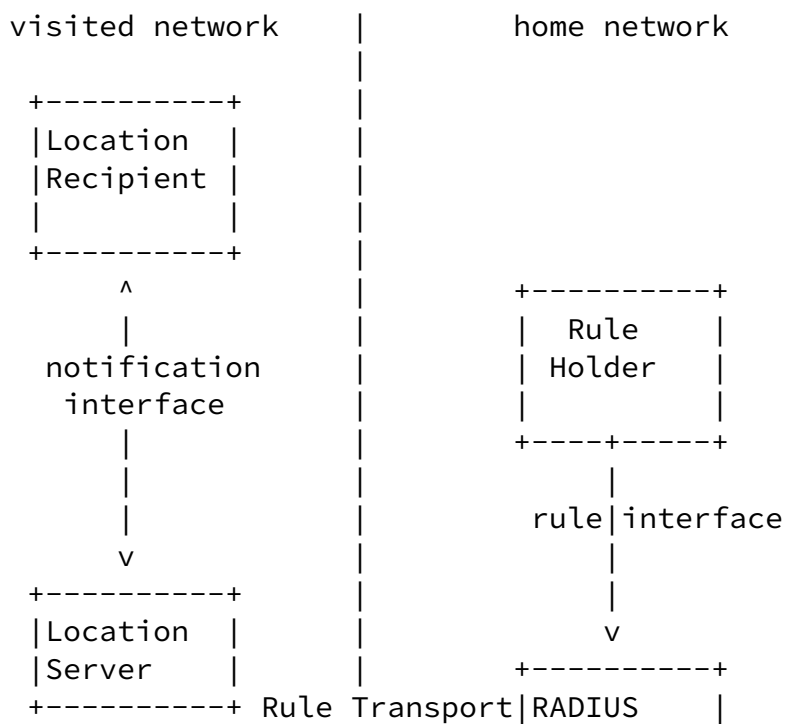 visited network    |        home network
                   |
 +----------+      |
 |Location  |      |
 |Recipient |      |
 |          |      |
 +----------+      |
      ^            |        +----------+
      |            |        |  Rule    |
  notification     |        | Holder   |
   interface       |        |          |
      |            |        +----+-----+
      |            |             |
      |            |         rule|interface
      v            |             |
 +----------+      |             |
 |Location  |      |             v
 |Server    |      |        +----------+
 +----------+ Rule Transport|RADIUS    |